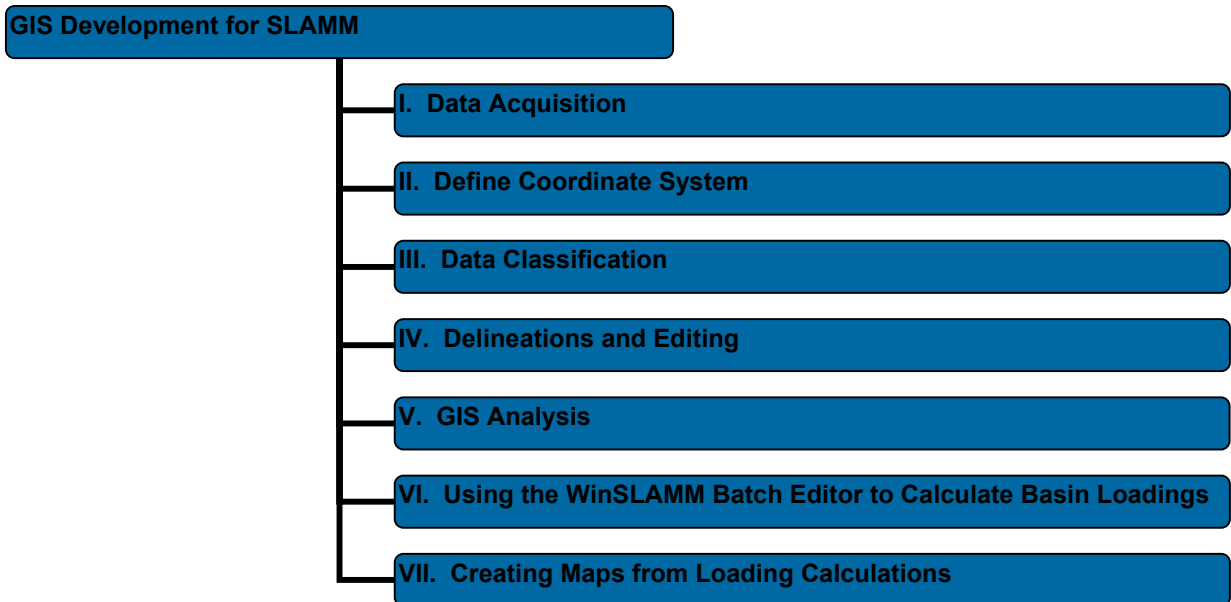 GIS Development for SLAMM
I. Data Acquisition
II. Define Coordinate System
III. Data Classification
IV. Delineations and Editing
V. GIS Analysis
VI. Using the WinSLAMM Batch Editor to Calculate Basin Loadings
VII. Creating Maps from Loading Calculations